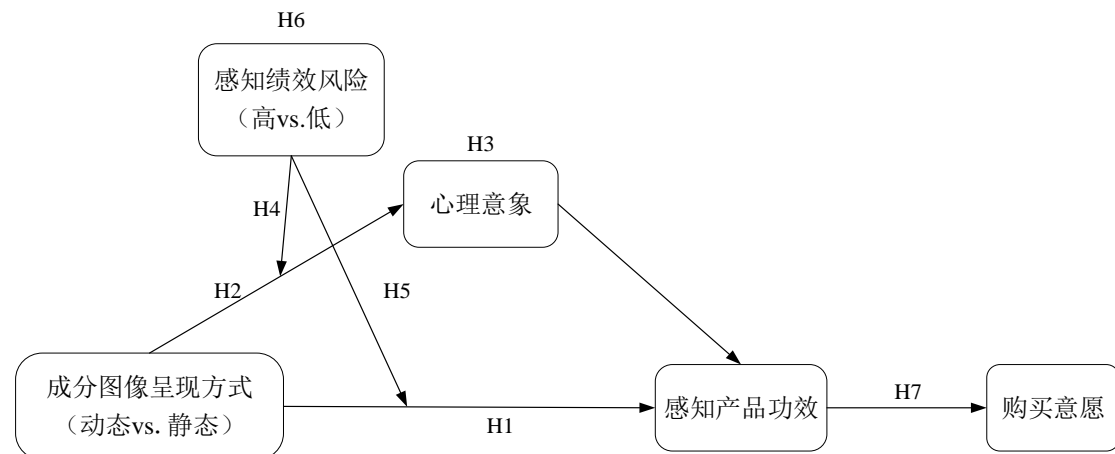 H6
感知绩效风险
（高vs.低）
H3
心理意象
H4
H2
H5
成分图像呈现方式
（动态vs. 静态）
H1
感知产品功效
H7
购买意愿